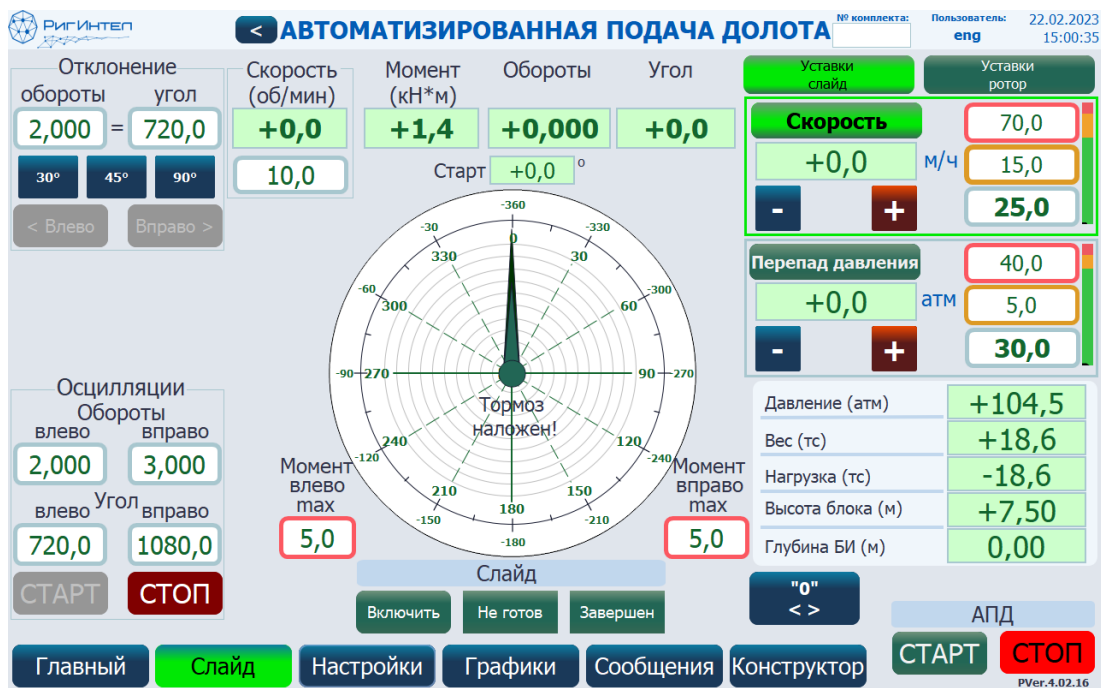 РигИнтел
<
АВТОМАТИЗИРОВАННАЯ ПОДАЧА ДОЛОТА
№ комплекта:
Пользователь:
eng
22.02.2023
15:00:35
Отклонение
обороты угол
2,000 = 720,0
30° 45° 90°
< Влево Вправо >
Скорость
(об/мин)
+0,0
10,0
Момент
(кН*м)
+1,4
Обороты
+0,000
Угол
+0,0
Старт +0,0 °
-360
-30 0 -330
330 30
-60 -300
300 60
-90 270 90 -270
Тормоз
наложен!
240 120
-120 -240
210 150
180
-150 -210
-180
Осцилляции
Обороты
влево вправо
2,000 3,000
Угол
влево вправо
720,0 1080,0
СТАРТ СТОП
Момент
влево
max
5,0
Момент
вправо
max
5,0
Слайд
Включить Не готов Завершен
Уставки
слайд
Уставки
ротор
Скорость 70,0
+0,0 м/ч 15,0
- + 25,0
Перепад давления 40,0
+0,0 атм 5,0
- + 30,0
Давление (атм) +104,5
Вес (тс) +18,6
Нагрузка (тс) -18,6
Высота блока (м) +7,50
Глубина БИ (м) 0,00
"0"
< >
АПД
СТАРТ СТОП
Главный Слайд Настройки Графики Сообщения Конструктор
PVer.4.02.16